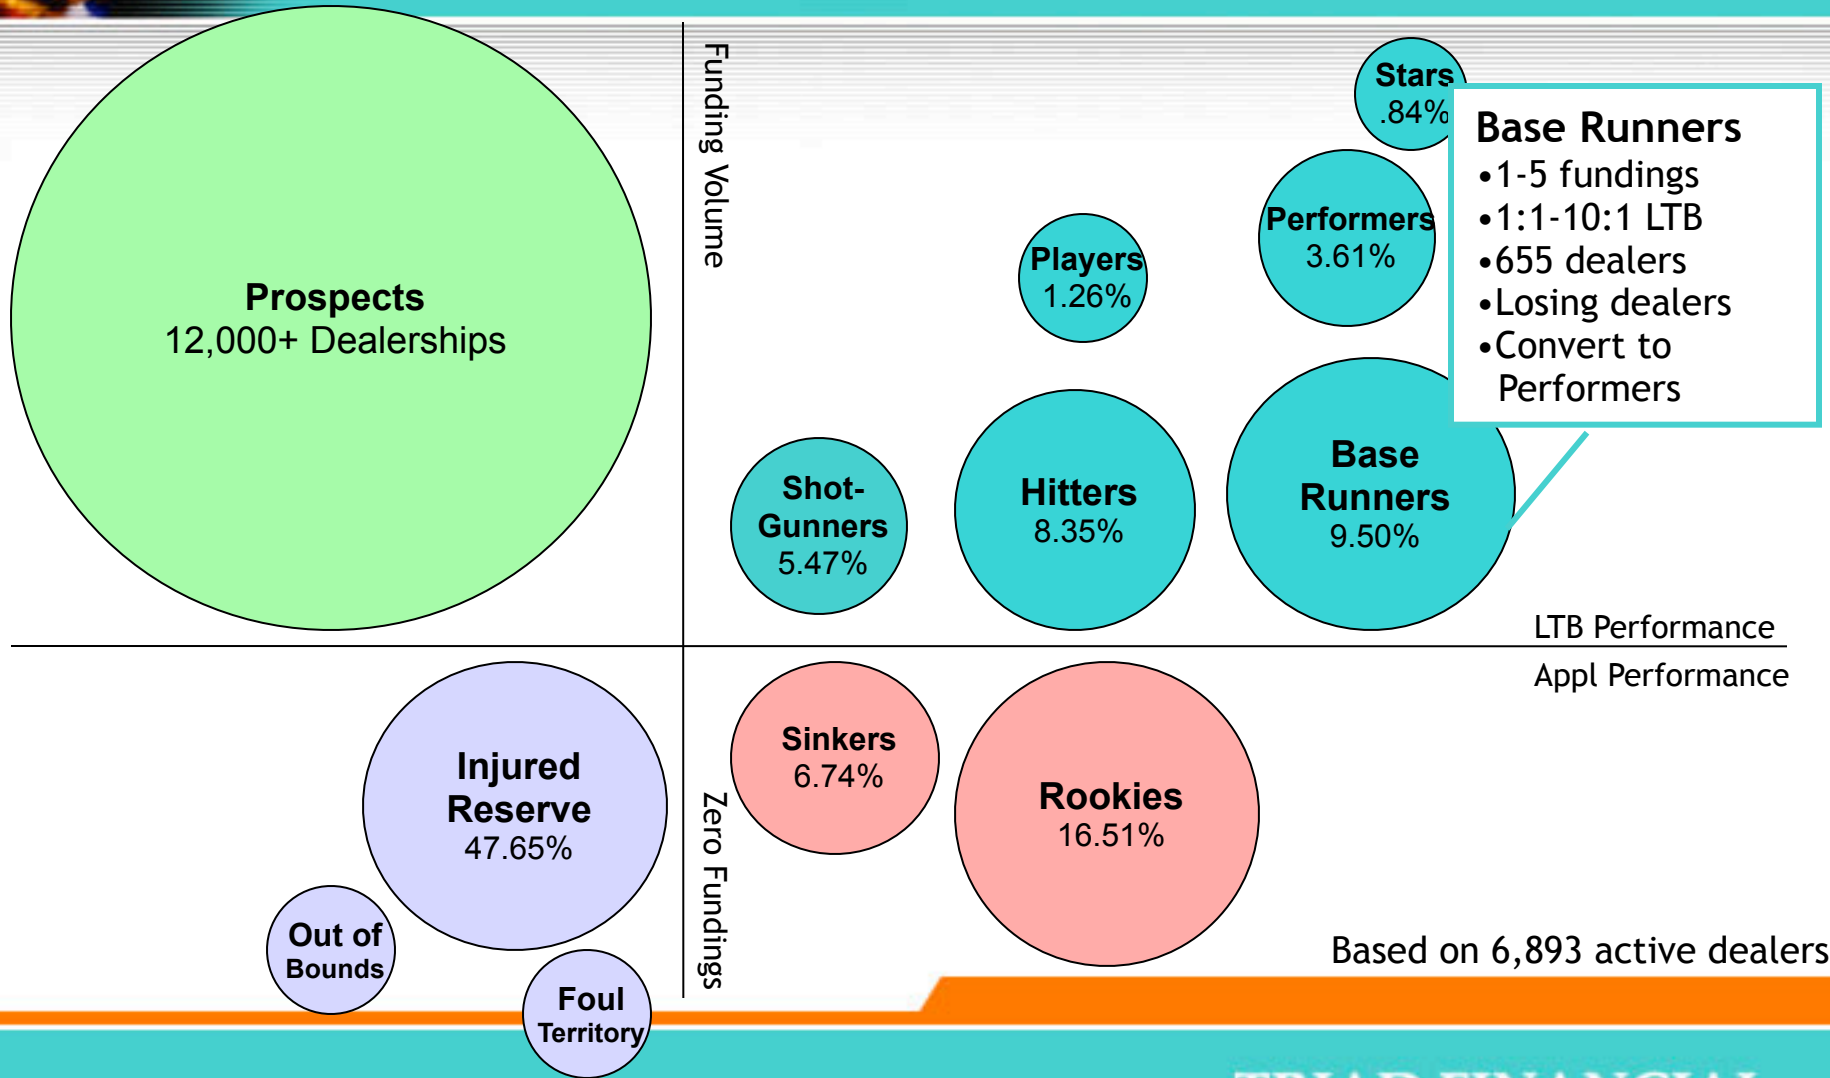 Prospects
12,000+ Dealerships
Funding Volume
Stars
.84%
Performers
3.61%
Players
1.26%
Base Runners
•1-5 fundings
•1:1-10:1 LTB
•655 dealers
•Losing dealers
•Convert to
Performers
Shot-
Gunners
5.47%
Hitters
8.35%
Base
Runners
9.50%
LTB Performance
Appl Performance
Injured
Reserve
47.65%
Out of
Bounds
Foul
Territory
Zero Fundings
Sinkers
6.74%
Rookies
16.51%
Based on 6,893 active dealers
TRIAD FINANCIAL